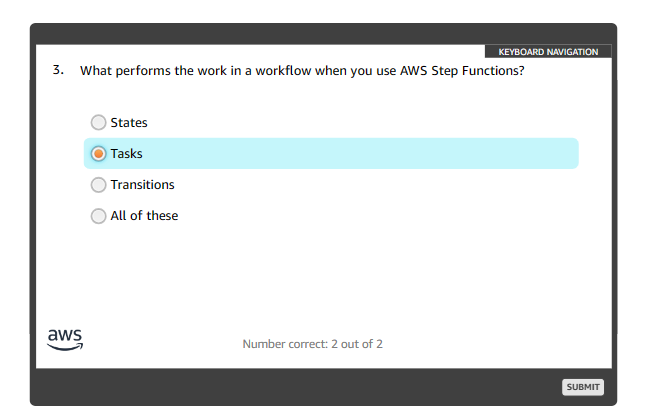 KEYBOARD NAVIGATION
3. What performs the work in a workflow when you use AWS Step Functions?
States
Tasks
Transitions
All of these
aws
Number correct: 2 out of 2
SUBMIT